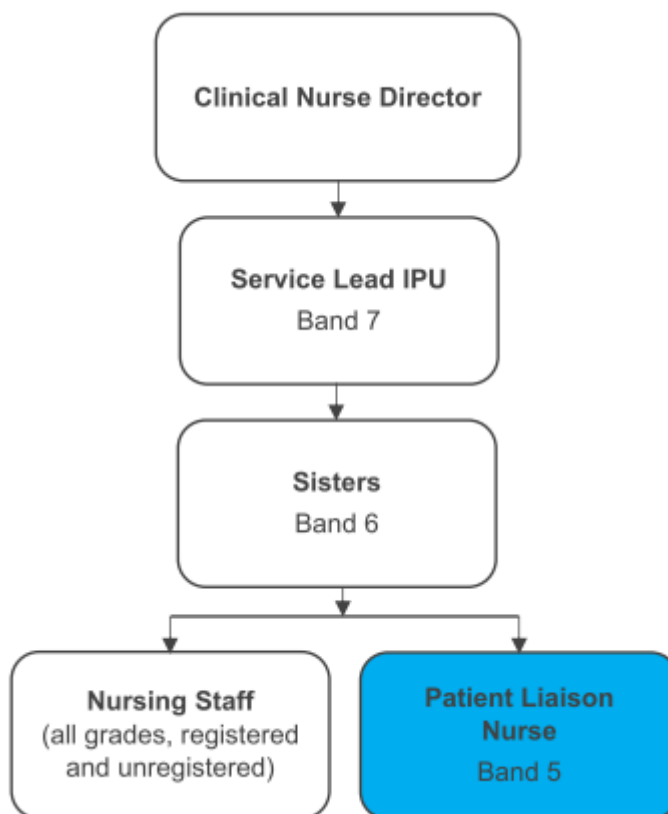 Clinical Nurse Director
Service Lead IPU
Band 7
Sisters
Band 6
Nursing Staff
(all grades, registered
and unregistered)
Patient Liaison
Nurse
Band 5